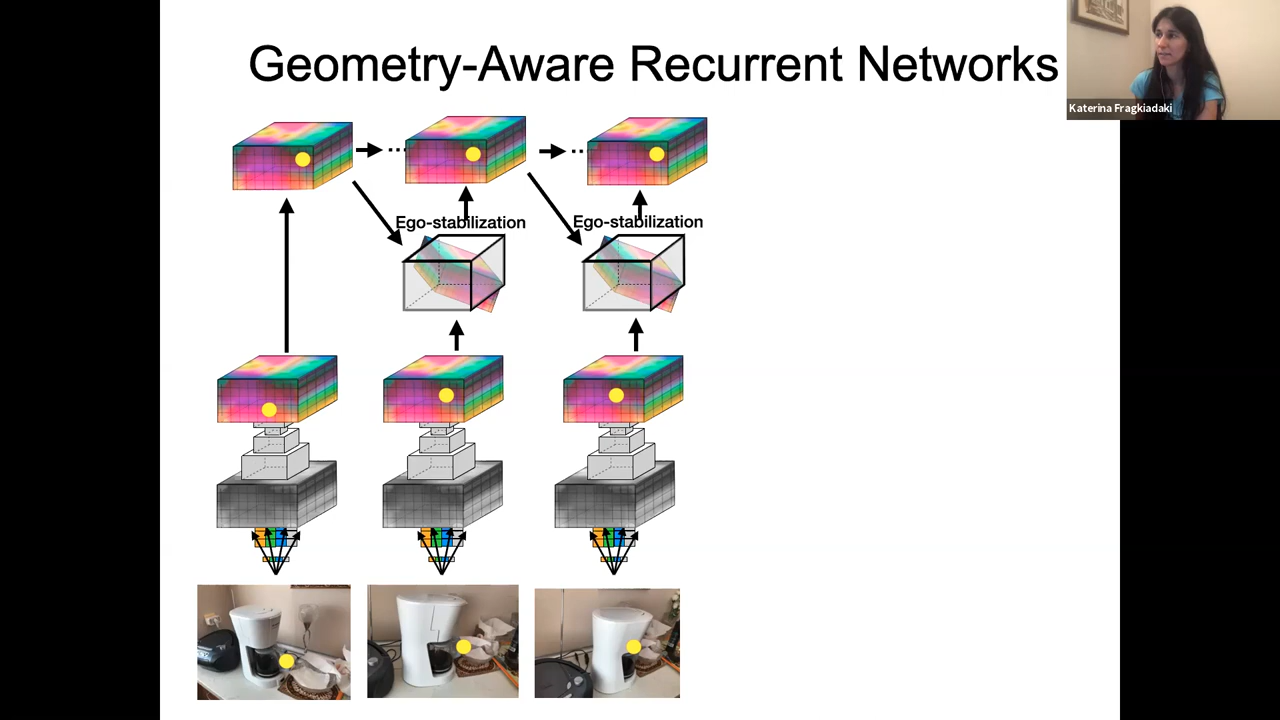 Geometry-Aware Recurrent Networks
Katerina Fragkiadaki
Ego-stabilization
Ego-stabilization